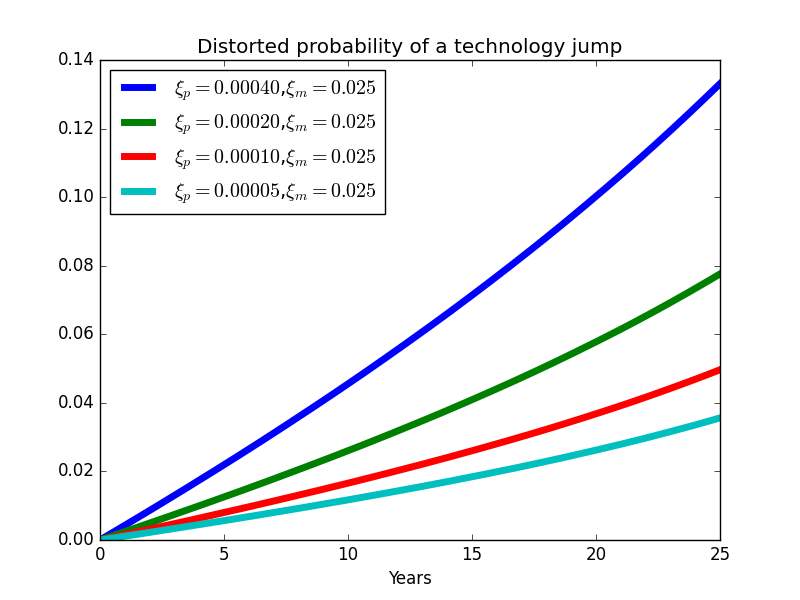 Distorted probability of a technology jump
0.14
0.12
0.10
0.08
0.06
0.04
0.02
0.00
ξp = 0.00040,ξm = 0.025
ξp = 0.00020,ξm = 0.025
ξp = 0.00010,ξm = 0.025
ξp = 0.00005,ξm = 0.025
0 5 10 15 20 25
Years